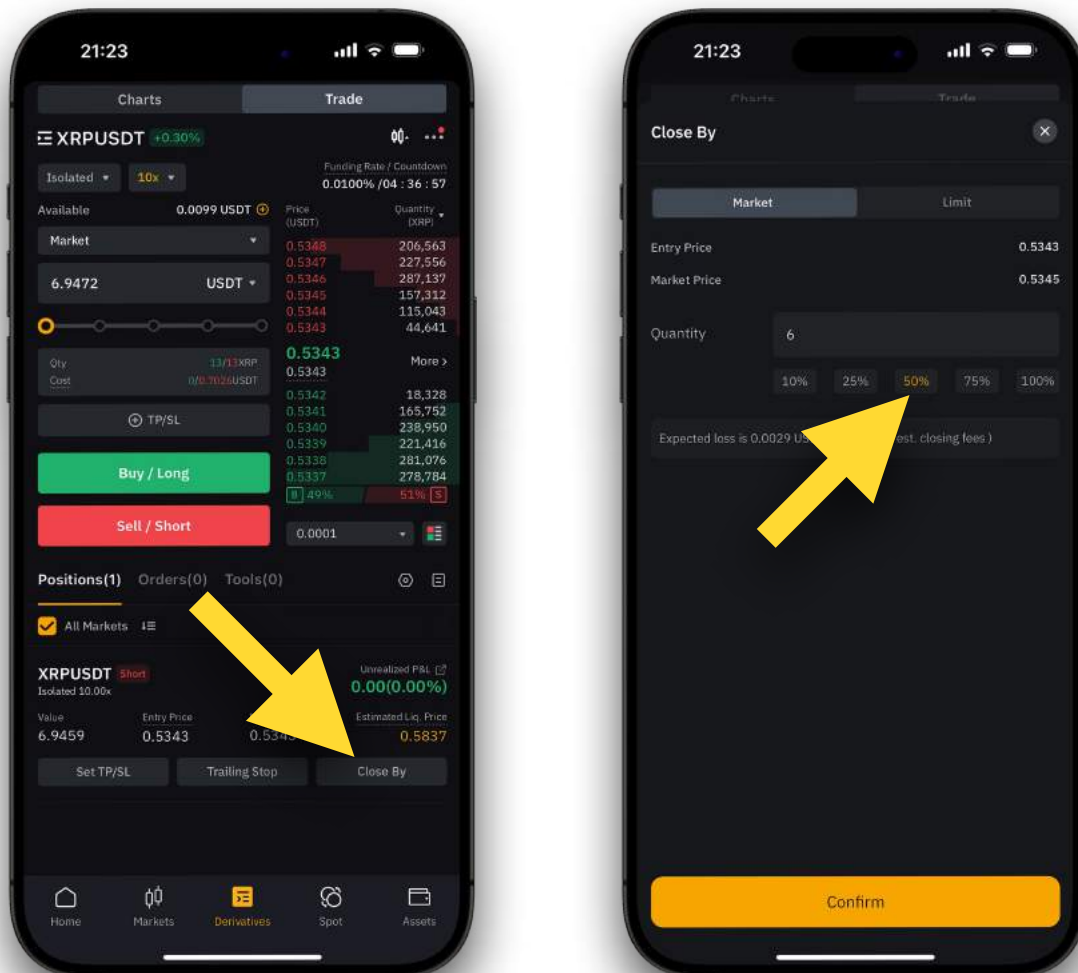 21:23
Charts Trade
XRPUSDT +0.30%
Isolated 10x
Funding Rate / Countdown
0.0100% /04 : 36 : 57
Available 0.0099 USDT
Price (USDT) Quantity (XRP)
Market
6.9472 USDT
0.5348 206,563
0.5347 227,556
0.5346 287,137
0.5345 157,312
0.5344 115,043
0.5343 44,641
Qty 13/13XRP
Cost 0/0.7026USDT
0.5343 More >
0.5343
TP/SL
0.5342 18,328
0.5341 165,752
0.5340 238,950
0.5339 221,416
0.5338 281,076
0.5337 278,784
Buy / Long
B 49% 51% S
Sell / Short
0.0001
Positions(1) Orders(0) Tools(0)
All Markets
XRPUSDT Short
Isolated 10.00x
Unrealized P&L
0.00(0.00%)
Value Entry Price Estimated Liq. Price
6.9459 0.5343 0.5837
Set TP/SL Trailing Stop Close By
Home Markets Derivatives Spot Assets
21:23
Charts Trade
Close By
Market Limit
Entry Price 0.5343
Market Price 0.5345
Quantity 6
10% 25% 50% 75% 100%
Expected loss is 0.0029 est. closing fees )
Confirm